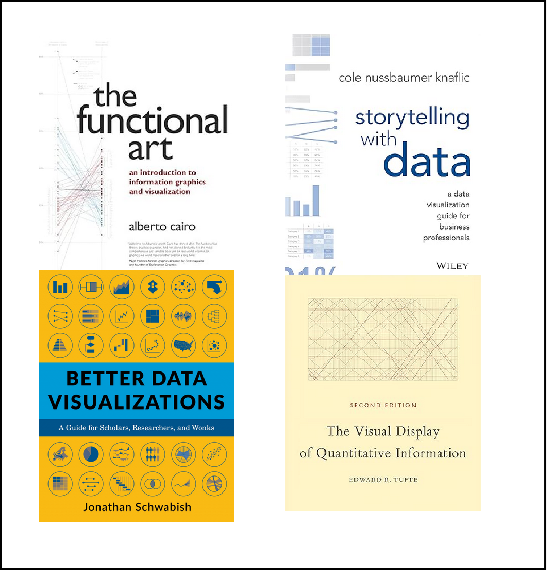 the
functional
art
an introduction to
information graphics
and visualization
alberto cairo
cole nussbaumer knaflic
storytelling
with
data
a data
visualization
guide for
business
professionals
WILEY
BETTER DATA
VISUALIZATIONS
A Guide for Scholars, Researchers, and Wonks
Jonathan Schwabish
SECOND EDITION
The Visual Display
of Quantitative Information
EDWARD R. TUFTE